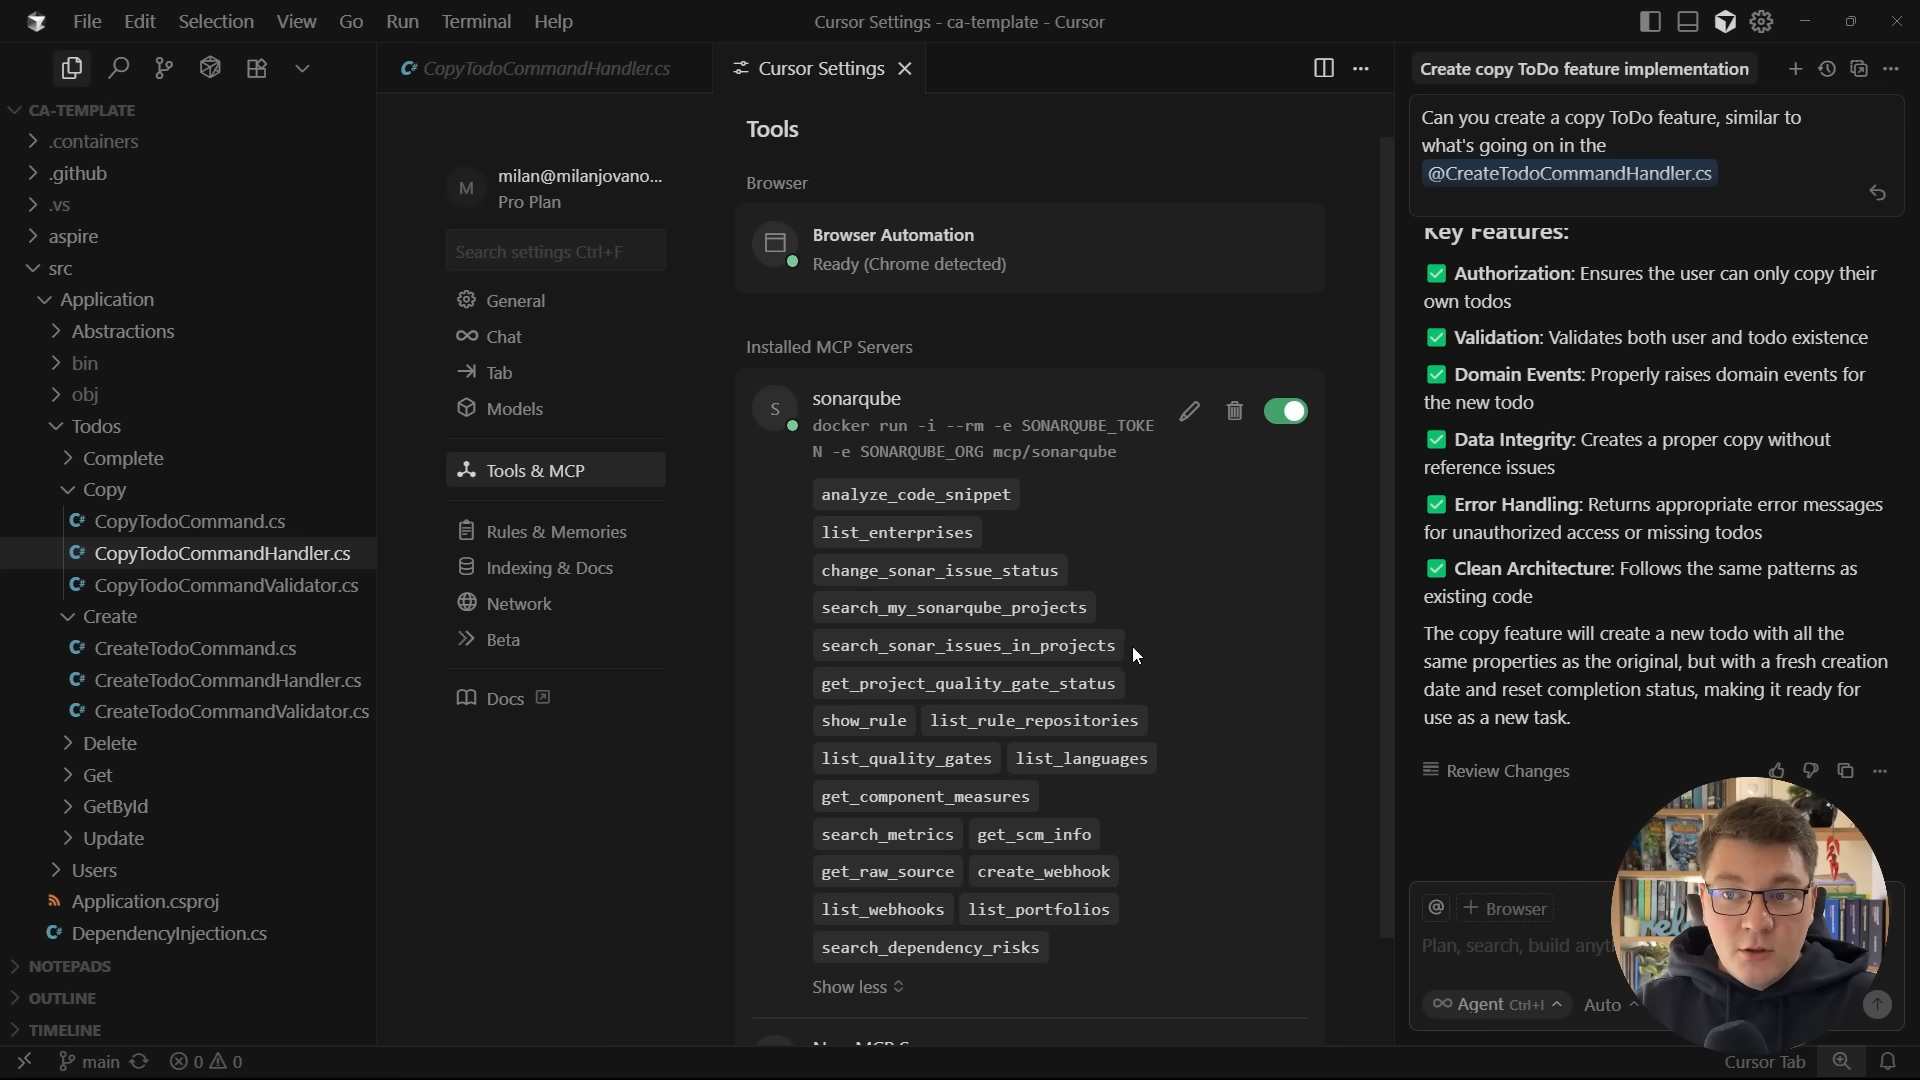 File Edit Selection View Go Run Terminal Help
Cursor Settings - ca-template - Cursor
CA-TEMPLATE
.containers
.github
.vs
aspire
src
Application
Abstractions
bin
obj
Todos
Complete
Copy
CopyTodoCommand.cs
CopyTodoCommandHandler.cs
CopyTodoCommandValidator.cs
Create
CreateTodoCommand.cs
CreateTodoCommandHandler.cs
CreateTodoCommandValidator.cs
Delete
Get
GetById
Update
Users
Application.csproj
DependencyInjection.cs
NOTEPADS
OUTLINE
TIMELINE
CopyTodoCommandHandler.cs
Cursor Settings
M
milan@milanjovano...
Pro Plan
Search settings Ctrl+F
General
Chat
Tab
Models
Tools & MCP
Rules & Memories
Indexing & Docs
Network
Beta
Docs
Tools
Browser
Browser Automation
Ready (Chrome detected)
Installed MCP Servers
S
sonarqube
docker run -i --rm -e SONARQUBE_TOKE
N -e SONARQUBE_ORG mcp/sonarqube
analyze_code_snippet
list_enterprises
change_sonar_issue_status
search_my_sonarqube_projects
search_sonar_issues_in_projects
get_project_quality_gate_status
show_rule list_rule_repositories
list_quality_gates list_languages
get_component_measures
search_metrics get_scm_info
get_raw_source create_webhook
list_webhooks list_portfolios
search_dependency_risks
Show less
Create copy ToDo feature implementation
Can you create a copy ToDo feature, similar to
what's going on in the
@CreateTodoCommandHandler.cs
Key Features:
✅ Authorization: Ensures the user can only copy their
own todos
✅ Validation: Validates both user and todo existence
✅ Domain Events: Properly raises domain events for
the new todo
✅ Data Integrity: Creates a proper copy without
reference issues
✅ Error Handling: Returns appropriate error messages
for unauthorized access or missing todos
✅ Clean Architecture: Follows the same patterns as
existing code
The copy feature will create a new todo with all the
same properties as the original, but with a fresh creation
date and reset completion status, making it ready for
use as a new task.
Review Changes
@ + Browser
Plan, search, build anyt
Agent Ctrl+I Auto
main 0 0
Cursor Tab